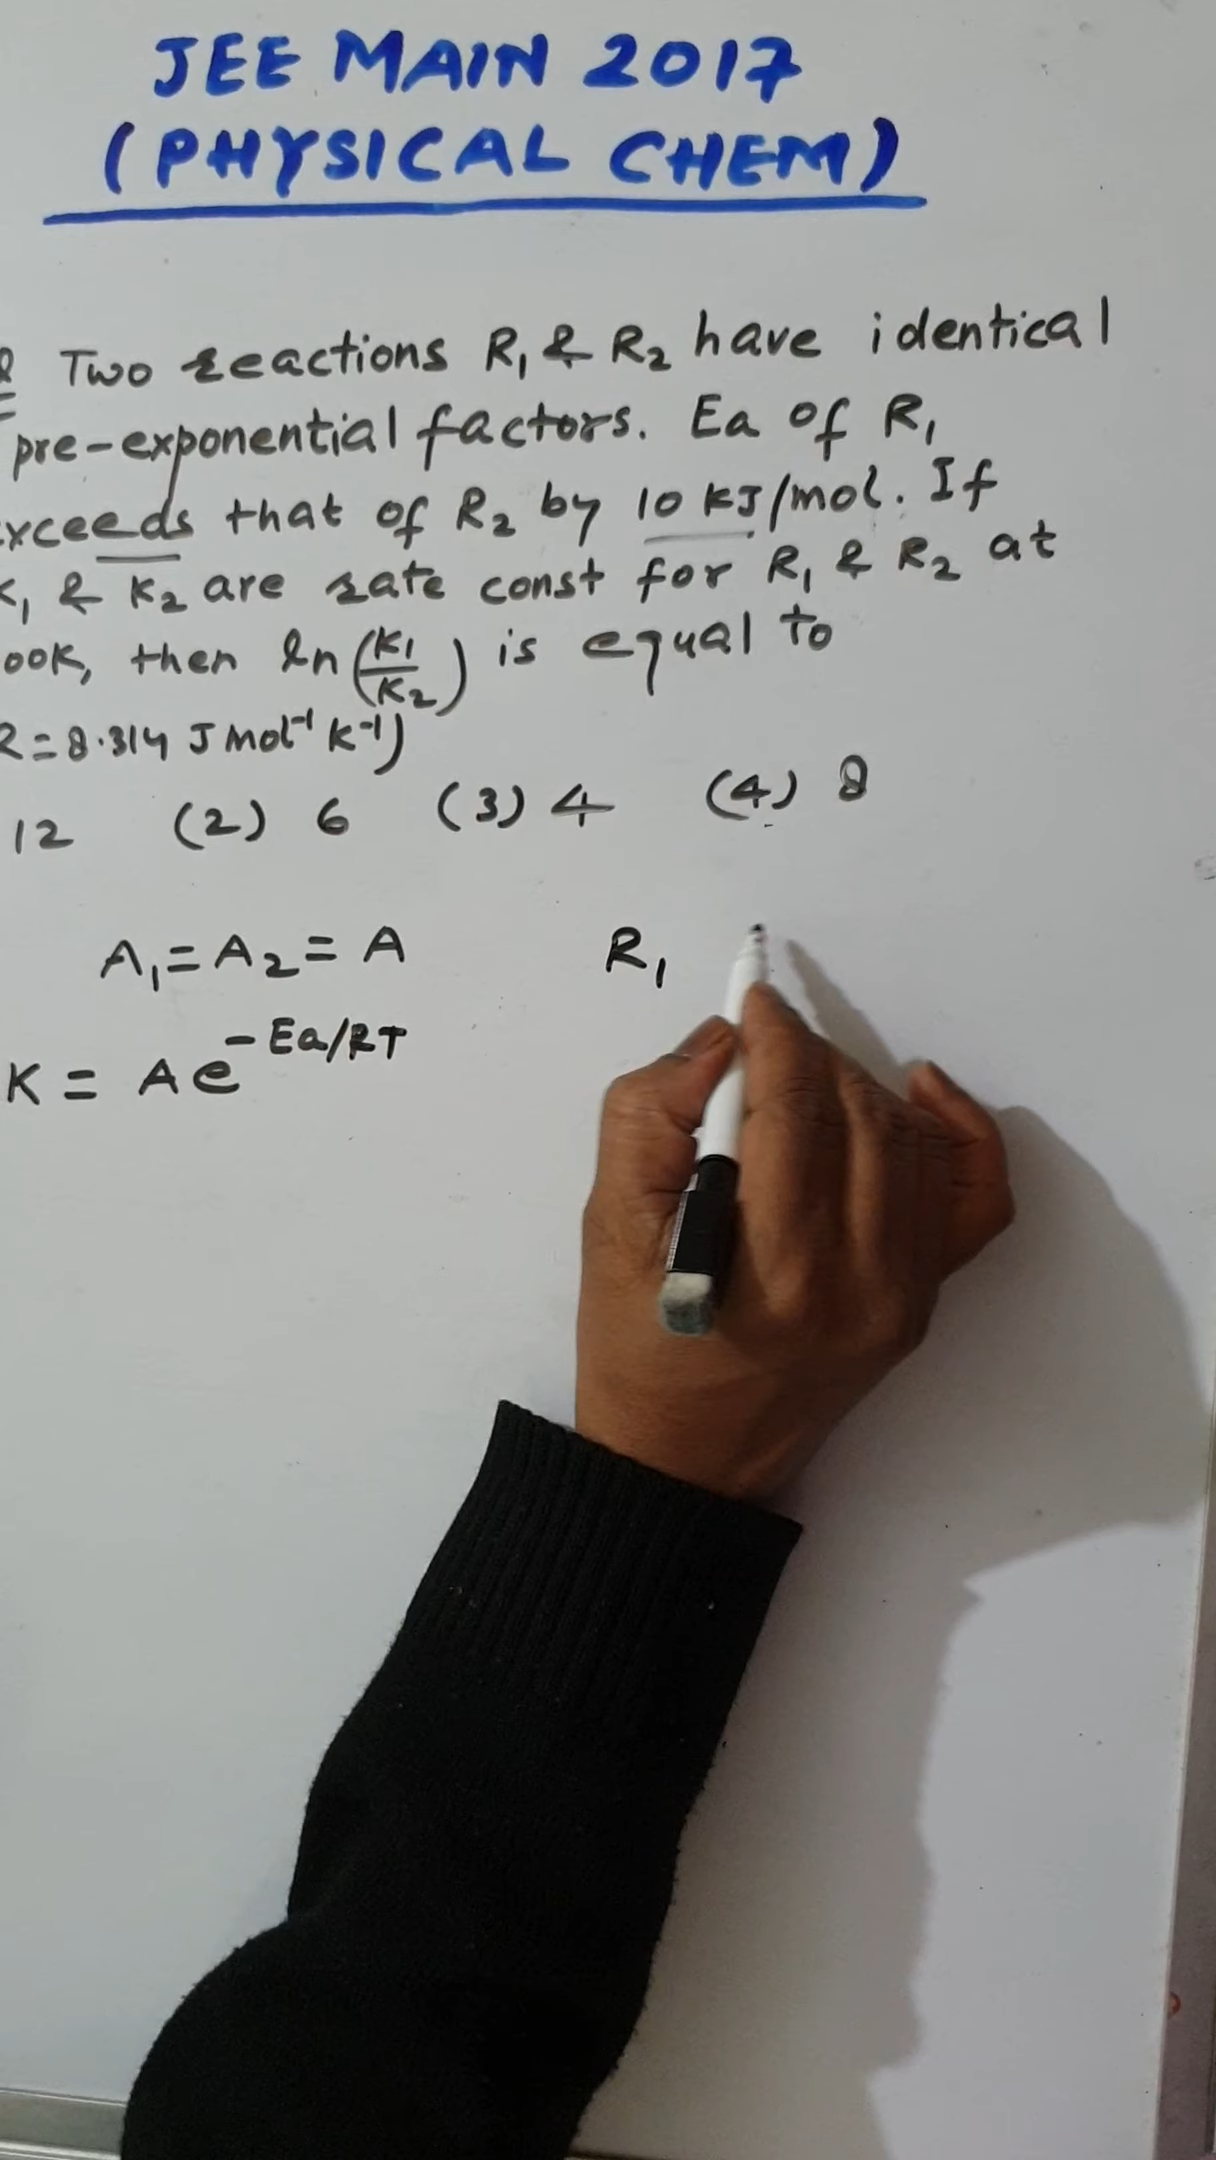 JEE MAIN 2017
(PHYSICAL CHEM)
Two reactions R₁ & R₂ have identical
pre-exponential factors. Ea of R₁
xceeds that of R₂ by 10 KJ/mol. If
K₁ & K₂ are rate const for R₁ & R₂ at
00K, then ln(K₁/K₂) is equal to
R=8.314 J mol⁻¹ K⁻¹)
12 (2) 6 (3) 4 (4) 8
A₁=A₂=A R₁
K = Ae^-Ea/RT